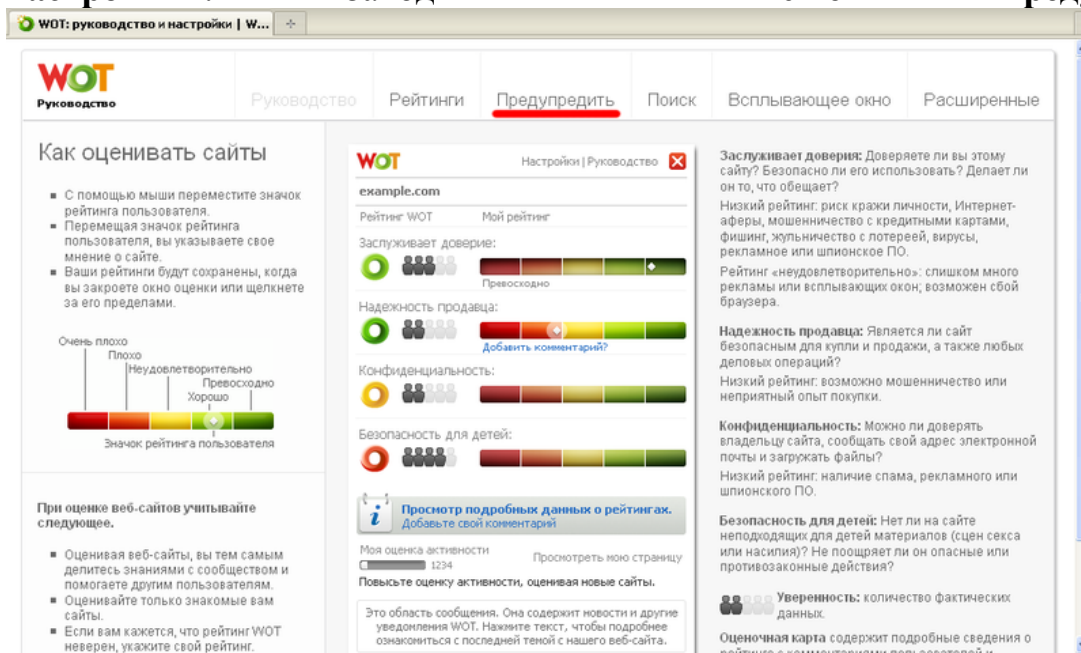 WOT: руководство и настройки | W...
WOT
Руководство
Руководство
Рейтинги
Предупредить
Поиск
Всплывающее окно
Расширенные
Как оценивать сайты
С помощью мыши переместите значок
рейтинга пользователя.
Перемещая значок рейтинга
пользователя, вы указываете свое
мнение о сайте.
Ваши рейтинги будут сохранены, когда
вы закроете окно оценки или щелкнете
за его пределами.
Очень плохо
Плохо
Неудовлетворительно
Превосходно
Хорошо
Значок рейтинга пользователя
При оценке веб-сайтов учитывайте
следующее.
Оценивая веб-сайты, вы тем самым
делитесь знаниями с сообществом и
помогаете другим пользователям.
Оценивайте только знакомые вам
сайты.
Если вам кажется, что рейтинг WOT
неверен, укажите свой рейтинг.
WOT
Настройки | Руководство
example.com
Рейтинг WOT Мой рейтинг
Заслуживает доверие:
Превосходно
Надежность продавца:
Добавить комментарий?
Конфиденциальность:
Безопасность для детей:
Просмотр подробных данных о рейтингах.
Добавьте свой комментарий
Моя оценка активности
1234
Просмотреть мою страницу
Повысьте оценку активности, оценивая новые сайты.
Это область сообщения. Она содержит новости и другие
уведомления WOT. Нажмите текст, чтобы подробнее
ознакомиться с последней темой с нашего веб-сайта.
Заслуживает доверия: Доверяете ли вы этому
сайту? Безопасно ли его использовать? Делает ли
он то, что обещает?
Низкий рейтинг: риск кражи личности, Интернет-
аферы, мошенничество с кредитными картами,
фишинг, жульничество с лотереей, вирусы,
рекламное или шпионское ПО.
Рейтинг «неудовлетворительно»: слишком много
рекламы или всплывающих окон; возможен сбой
браузера.
Надежность продавца: Является ли сайт
безопасным для купли и продажи, а также любых
деловых операций?
Низкий рейтинг: возможно мошенничество или
неприятный опыт покупки.
Конфиденциальность: Можно ли доверять
владельцу сайта, сообщать свой адрес электронной
почты и загружать файлы?
Низкий рейтинг: наличие спама, рекламного или
шпионского ПО.
Безопасность для детей: Нет ли на сайте
неподходящих для детей материалов (сцен секса
или насилия)? Не поощряет ли он опасные или
противозаконные действия?
Уверенность: количество фактических
данных.
Оценочная карта содержит подробные сведения о
рейтинге с комментариями пользователей и